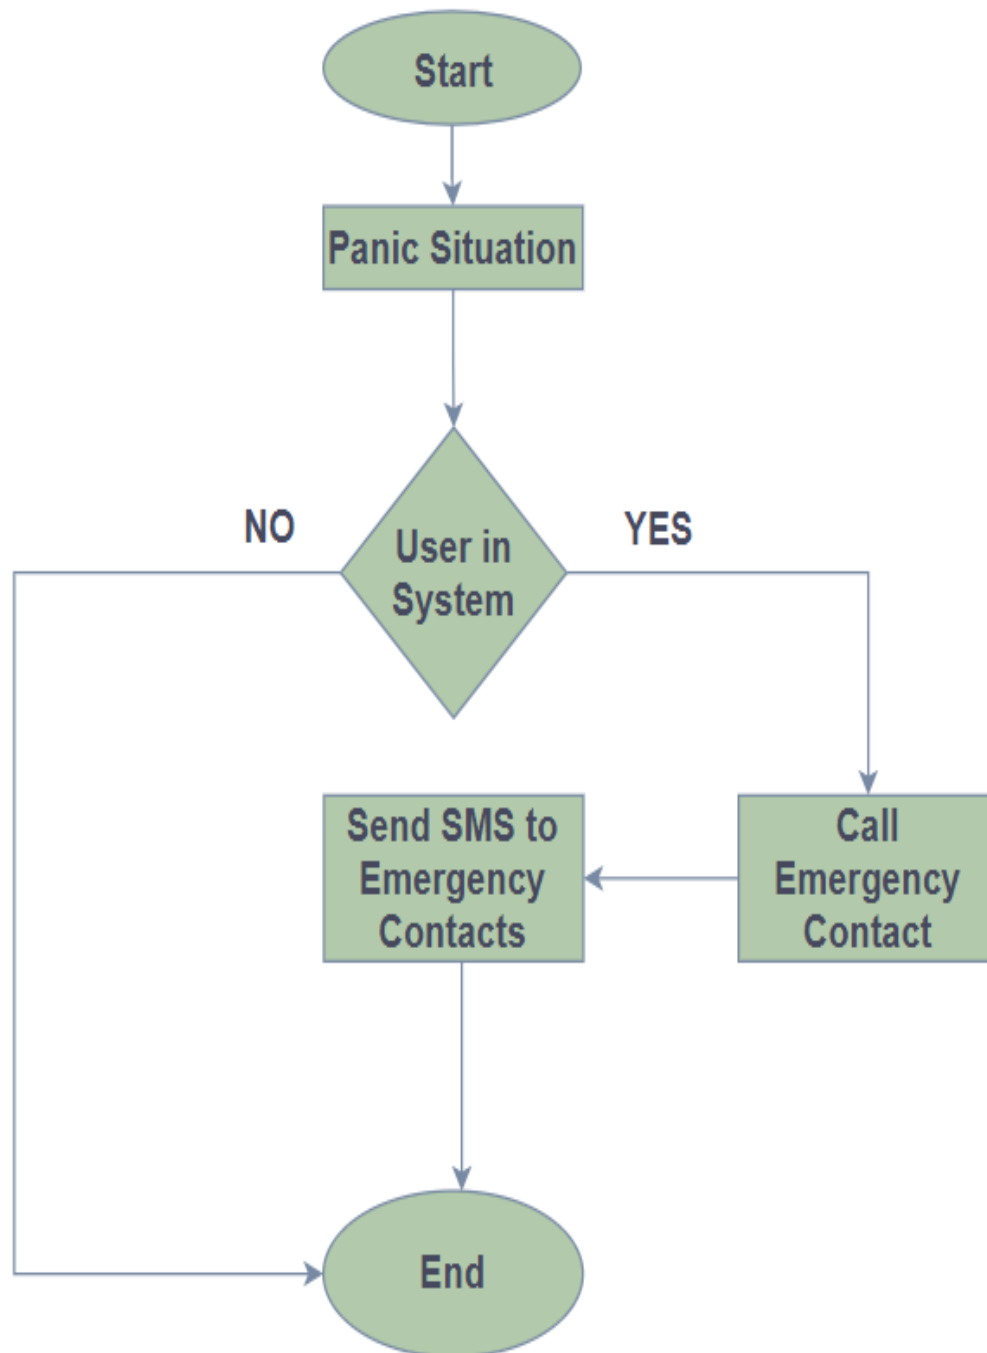 Start
Panic Situation
NO
YES
User in
System
Send SMS to
Emergency
Contacts
Call
Emergency
Contact
End